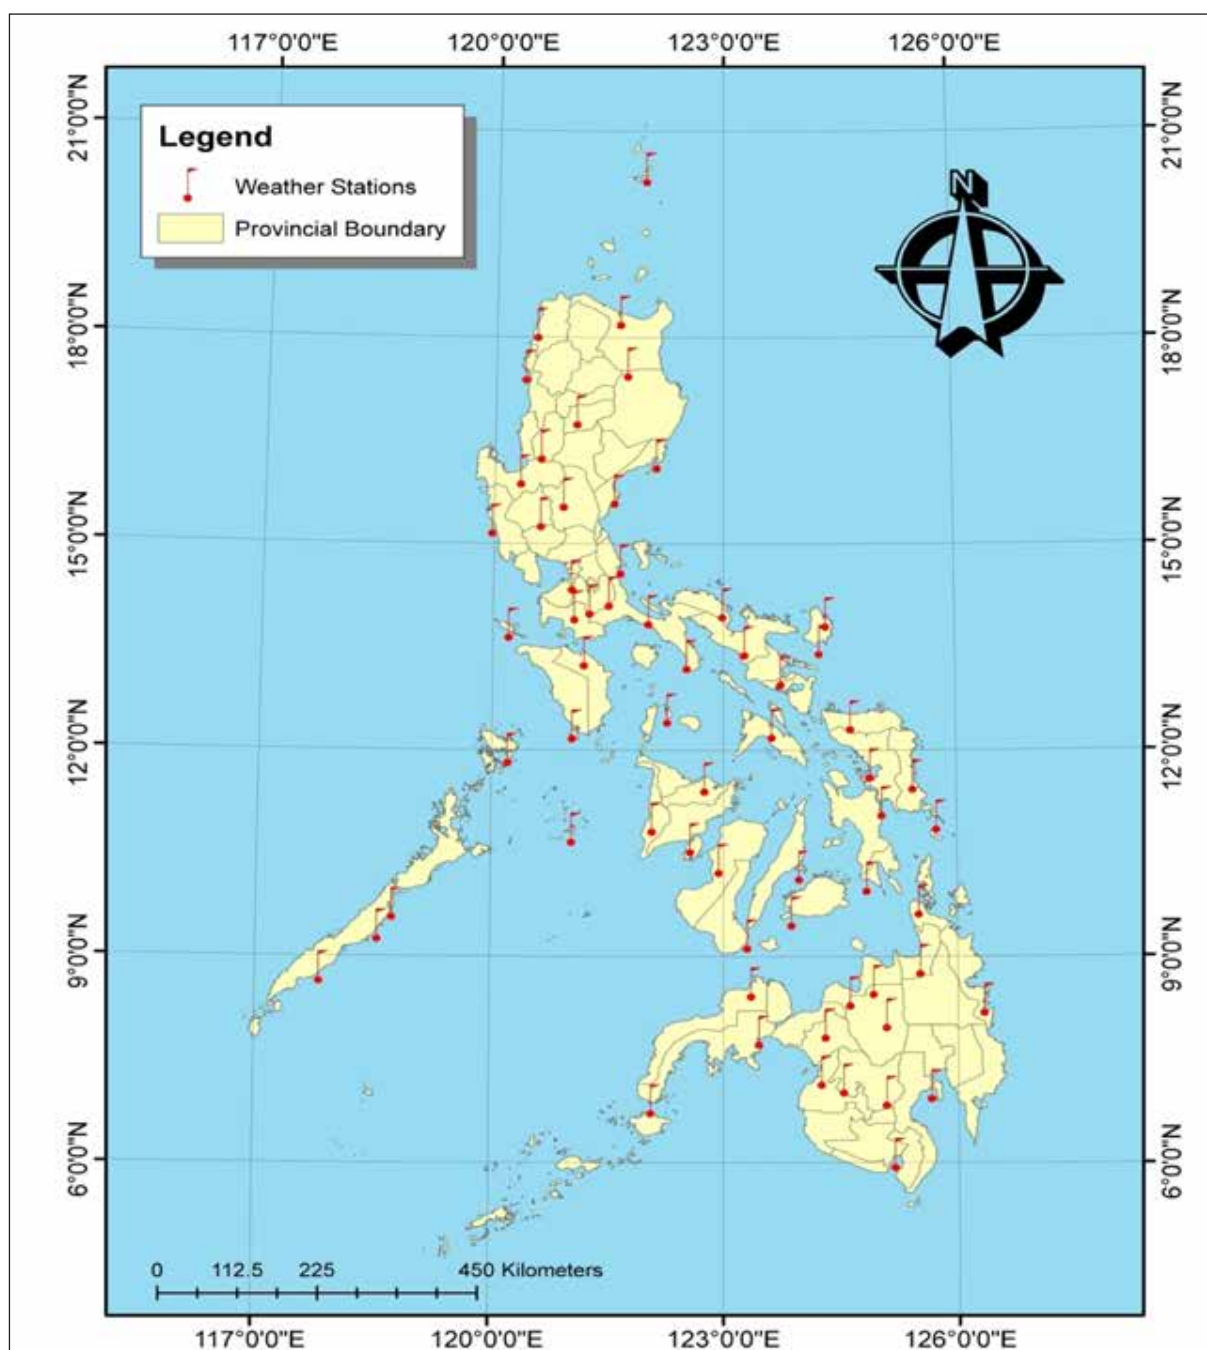 117°0'0"E 120°0'0"E 123°0'0"E 126°0'0"E
21°0'0"N 21°0'0"N
Legend
Weather Stations
Provincial Boundary
N
18°0'0"N 18°0'0"N
15°0'0"N 15°0'0"N
12°0'0"N 12°0'0"N
9°0'0"N 9°0'0"N
6°0'0"N 6°0'0"N
0 112.5 225 450 Kilometers
117°0'0"E 120°0'0"E 123°0'0"E 126°0'0"E